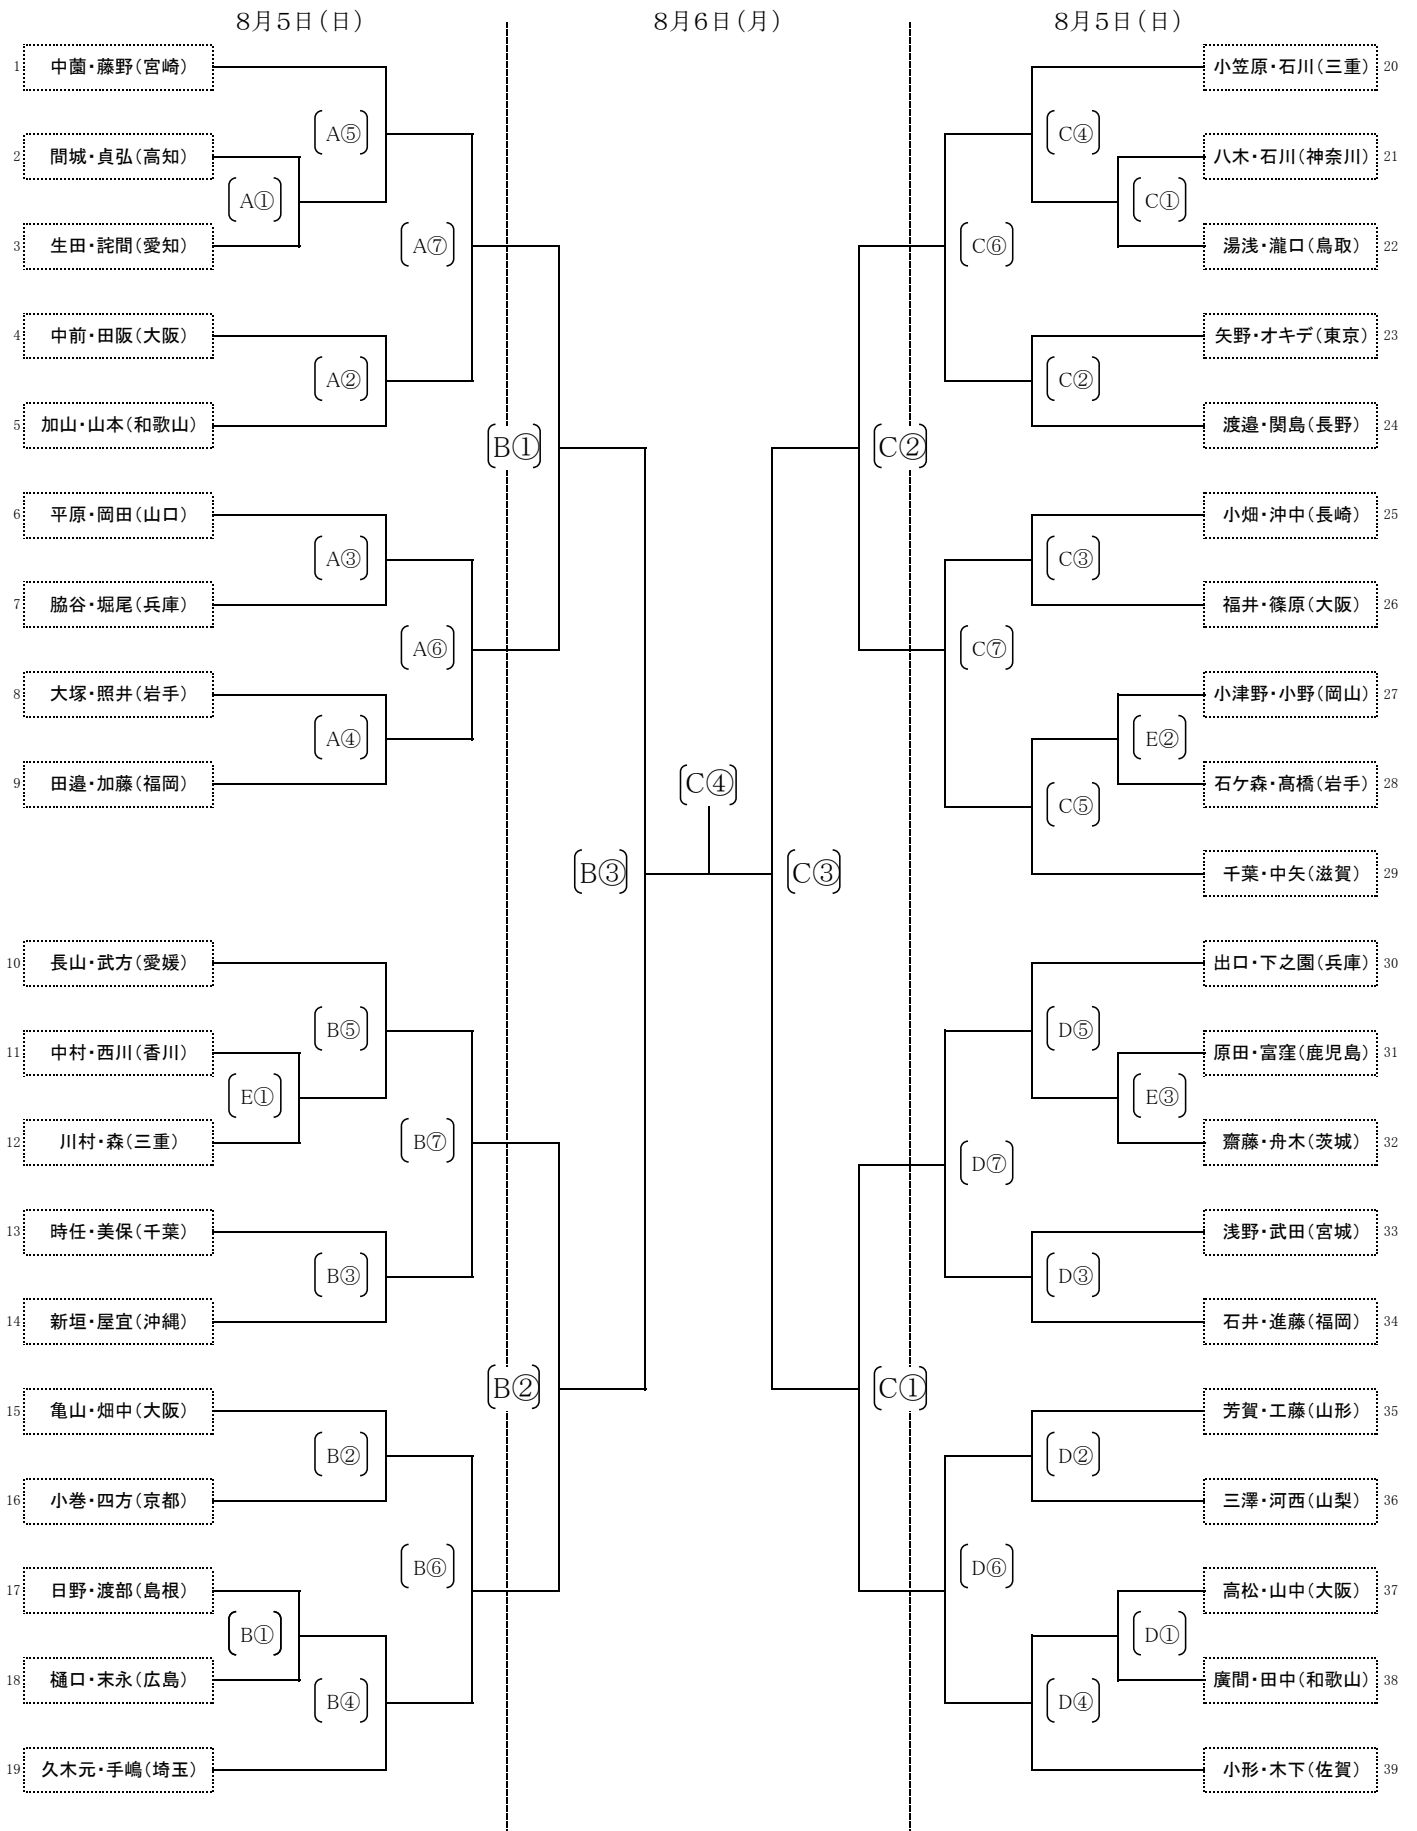 8月5日(日)
8月6日(月)
8月5日(日)
1 中薗・藤野(宮崎)
2 間城・貞弘(高知)
3 生田・詫間(愛知)
4 中前・田阪(大阪)
5 加山・山本(和歌山)
6 平原・岡田(山口)
7 脇谷・堀尾(兵庫)
8 大塚・照井(岩手)
9 田邉・加藤(福岡)
10 長山・武方(愛媛)
11 中村・西川(香川)
12 川村・森(三重)
13 時任・美保(千葉)
14 新垣・屋宜(沖縄)
15 亀山・畑中(大阪)
16 小巻・四方(京都)
17 日野・渡部(島根)
18 樋口・末永(広島)
19 久木元・手嶋(埼玉)
A⑤
A①
A⑦
A②
A③
A⑥
A④
B⑤
E①
B⑦
B③
B②
B⑥
B①
B④
B①
B②
B③
C④
C③
C②
C①
C④
C①
C⑥
C②
C③
C⑦
E②
C⑤
D⑤
E③
D⑦
D③
D②
D⑥
D①
D④
小笠原・石川(三重) 20
八木・石川(神奈川) 21
湯浅・瀧口(鳥取) 22
矢野・オキデ(東京) 23
渡邉・関島(長野) 24
小畑・沖中(長崎) 25
福井・篠原(大阪) 26
小津野・小野(岡山) 27
石ケ森・髙橋(岩手) 28
千葉・中矢(滋賀) 29
出口・下之園(兵庫) 30
原田・富窪(鹿児島) 31
齋藤・舟木(茨城) 32
浅野・武田(宮城) 33
石井・進藤(福岡) 34
芳賀・工藤(山形) 35
三澤・河西(山梨) 36
高松・山中(大阪) 37
廣間・田中(和歌山) 38
小形・木下(佐賀) 39